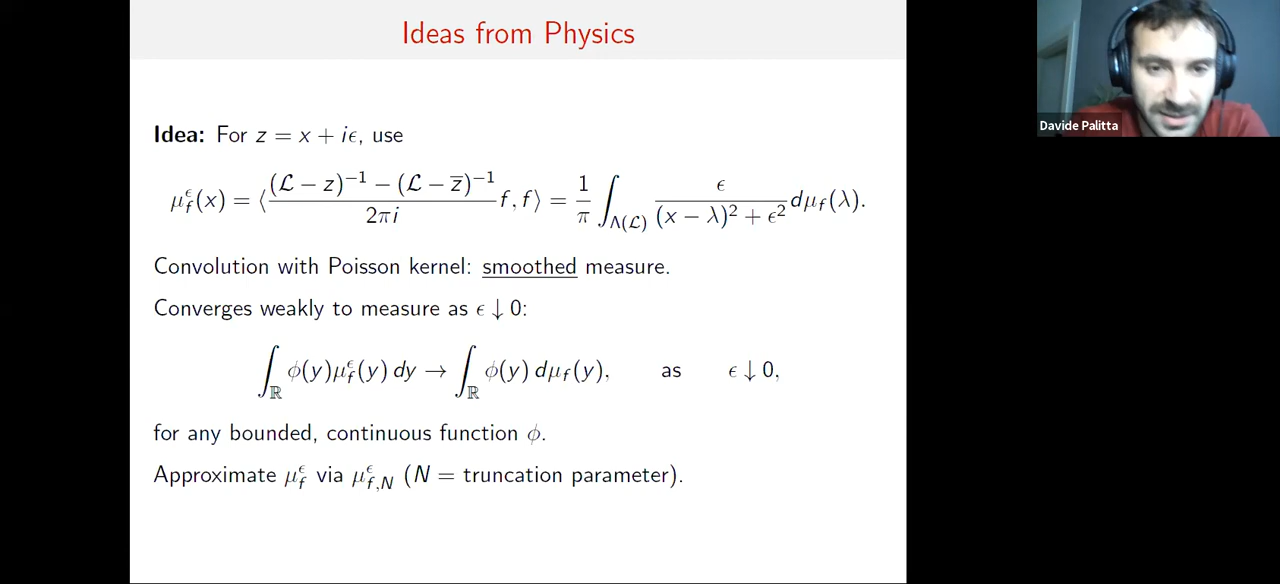 Ideas from Physics
Idea: For z = x + iϵ, use
μ_f^ϵ(x) = ⟨((ℒ − z)^{-1} − (ℒ − z̅)^{-1})/(2πi) f, f⟩ = (1/π) ∫_{Λ(ℒ)} ϵ/((x − λ)^2 + ϵ^2) dμ_f(λ).
Convolution with Poisson kernel: smoothed measure.
Converges weakly to measure as ϵ ↓ 0:
∫_ℝ ϕ(y)μ_f^ϵ(y) dy → ∫_ℝ ϕ(y) dμ_f(y), as ϵ ↓ 0,
for any bounded, continuous function ϕ.
Approximate μ_f^ϵ via μ_{f,N}^ϵ (N = truncation parameter).
Davide Palitta